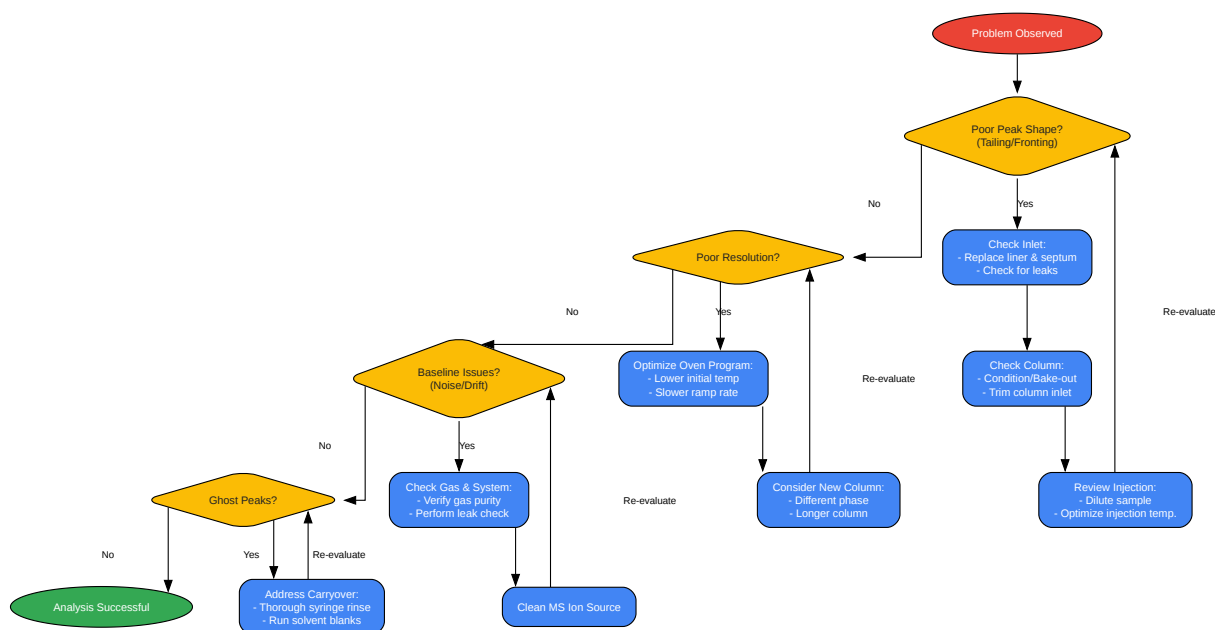 Problem Observed
Poor Peak Shape?
(Tailing/Fronting)
No
Yes
Check Inlet:
- Replace liner & septum
- Check for leaks
Poor Resolution?
Re-evaluate
No
Yes
Check Column:
- Condition/Bake-out
- Trim column inlet
Optimize Oven Program:
- Lower initial temp
- Slower ramp rate
Re-evaluate
Baseline Issues?
(Noise/Drift)
No
Yes
Review Injection:
- Dilute sample
- Optimize injection temp.
Consider New Column:
- Different phase
- Longer column
Check Gas & System:
- Verify gas purity
- Perform leak check
Re-evaluate
Ghost Peaks?
No
Yes
Re-evaluate
Analysis Successful
Address Carryover:
- Thorough syringe rinse
- Run solvent blanks
Clean MS Ion Source